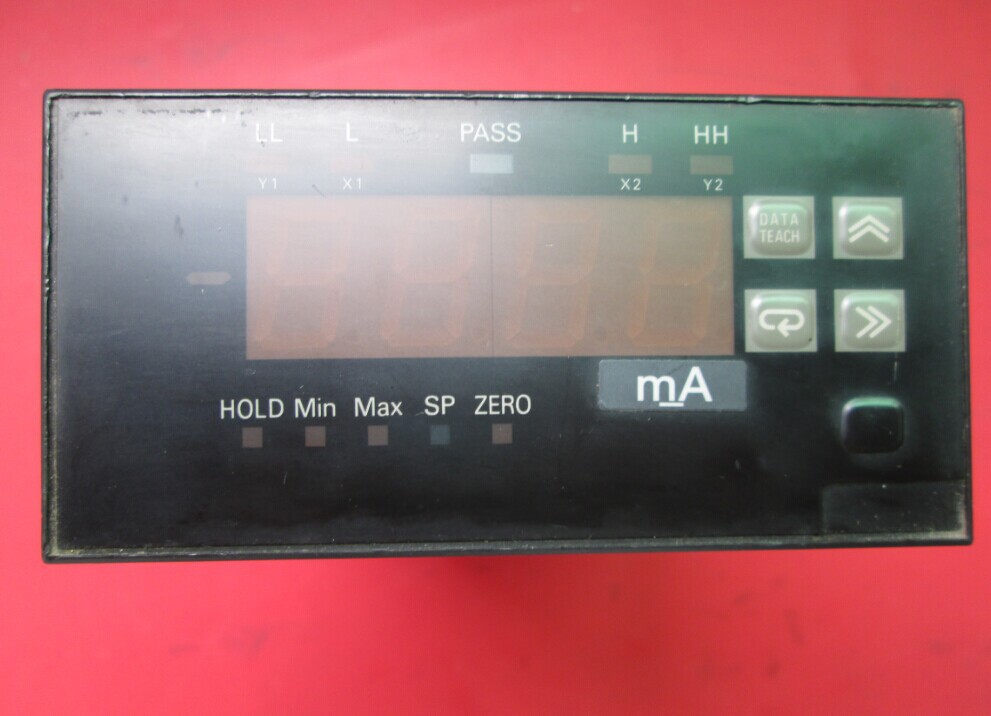 LL L PASS H HH
Y1 X1 X2 Y2
DATA
TEACH
mA
HOLD Min Max SP ZERO